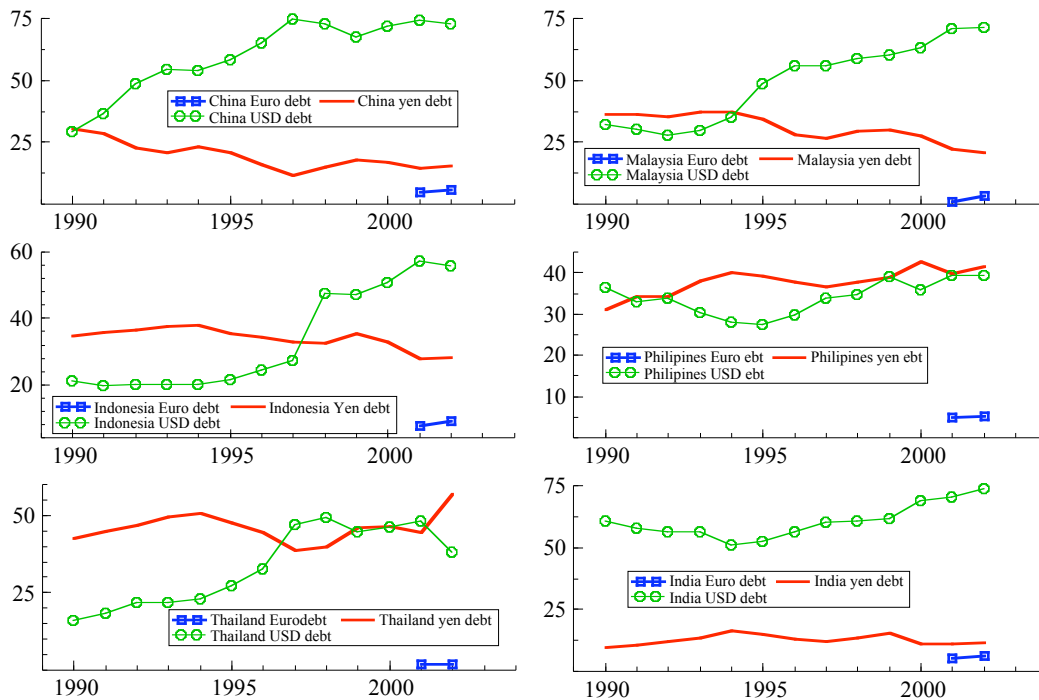 75
50
25
China Euro debt China yen debt
China USD debt
1990 1995 2000
75
50
25
Malaysia Euro debt Malaysia yen debt
Malaysia USD debt
1990 1995 2000
60
40
20
Indonesia Euro debt Indonesia Yen debt
Indonesia USD debt
1990 1995 2000
40
30
20
10
Philipines Euro ebt Philipines yen ebt
Philipines USD ebt
1990 1995 2000
50
25
Thailand Eurodebt Thailand yen debt
Thailand USD debt
1990 1995 2000
75
50
25
India Euro debt India yen debt
India USD debt
1990 1995 2000